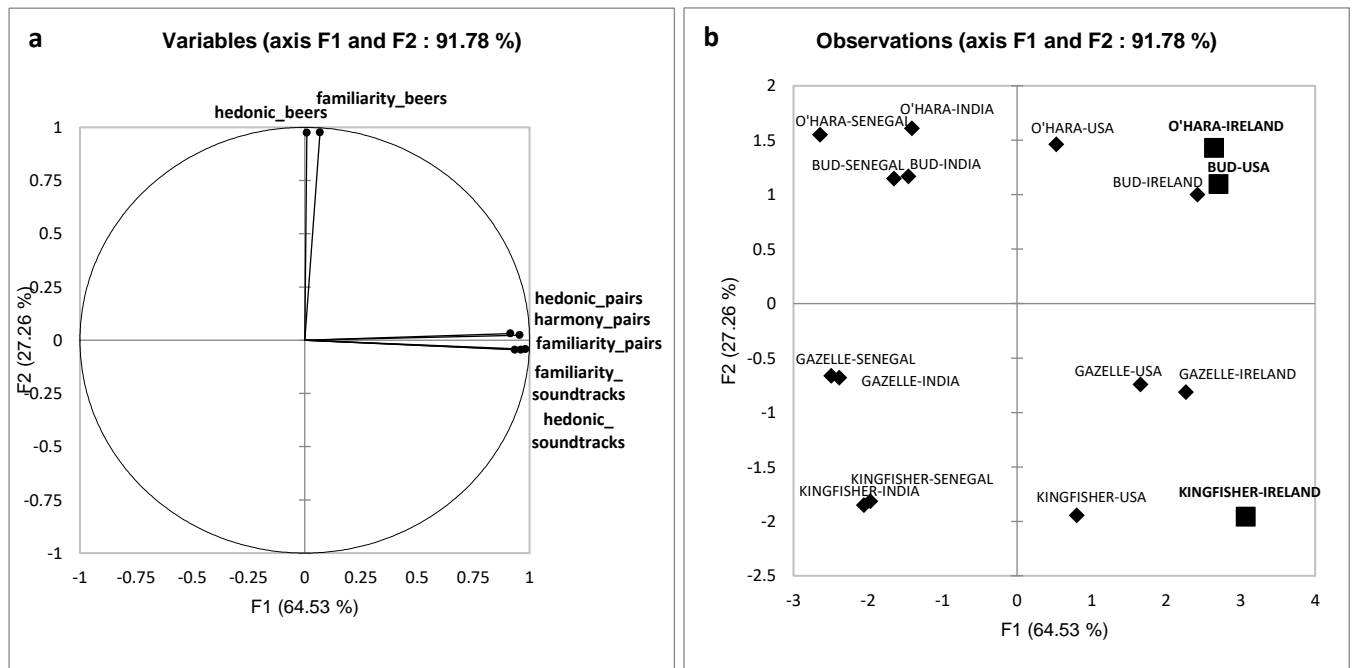 a
Variables (axis F1 and F2 : 91.78 %)
hedonic_beers
familiarity_beers
hedonic_pairs
harmony_pairs
familiarity_pairs
familiarity_
soundtracks
hedonic_
soundtracks
1
0.75
0.5
0.25
0
-0.25
-0.5
-0.75
-1
F2 (27.26 %)
-1
-0.75
-0.5
-0.25
0
0.25
0.5
0.75
1
F1 (64.53 %)
b
Observations (axis F1 and F2 : 91.78 %)
O'HARA-SENEGAL
O'HARA-INDIA
O'HARA-USA
O'HARA-IRELAND
BUD-SENEGAL
BUD-INDIA
BUD-IRELAND
BUD-USA
GAZELLE-SENEGAL
GAZELLE-INDIA
GAZELLE-USA
GAZELLE-IRELAND
KINGFISHER-SENEGAL
KINGFISHER-INDIA
KINGFISHER-USA
KINGFISHER-IRELAND
2
1.5
1
0.5
0
-0.5
-1
-1.5
-2
-2.5
F2 (27.26 %)
-3
-2
-1
0
1
2
3
4
F1 (64.53 %)